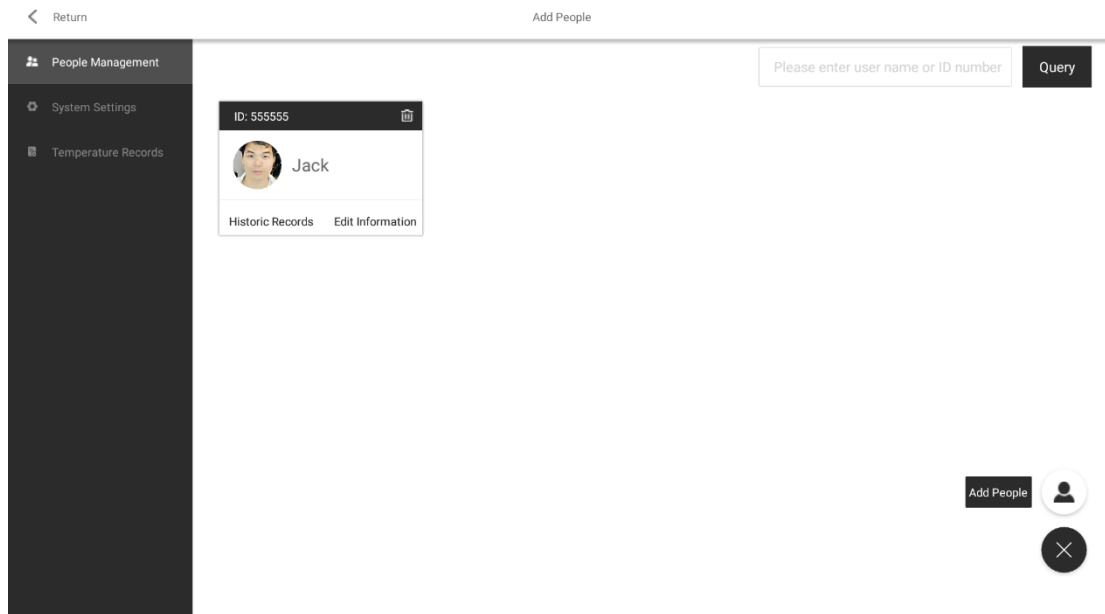 Return
Add People
People Management
System Settings
Temperature Records
Please enter user name or ID number
Query
ID: 555555
Jack
Historic Records
Edit Information
Add People